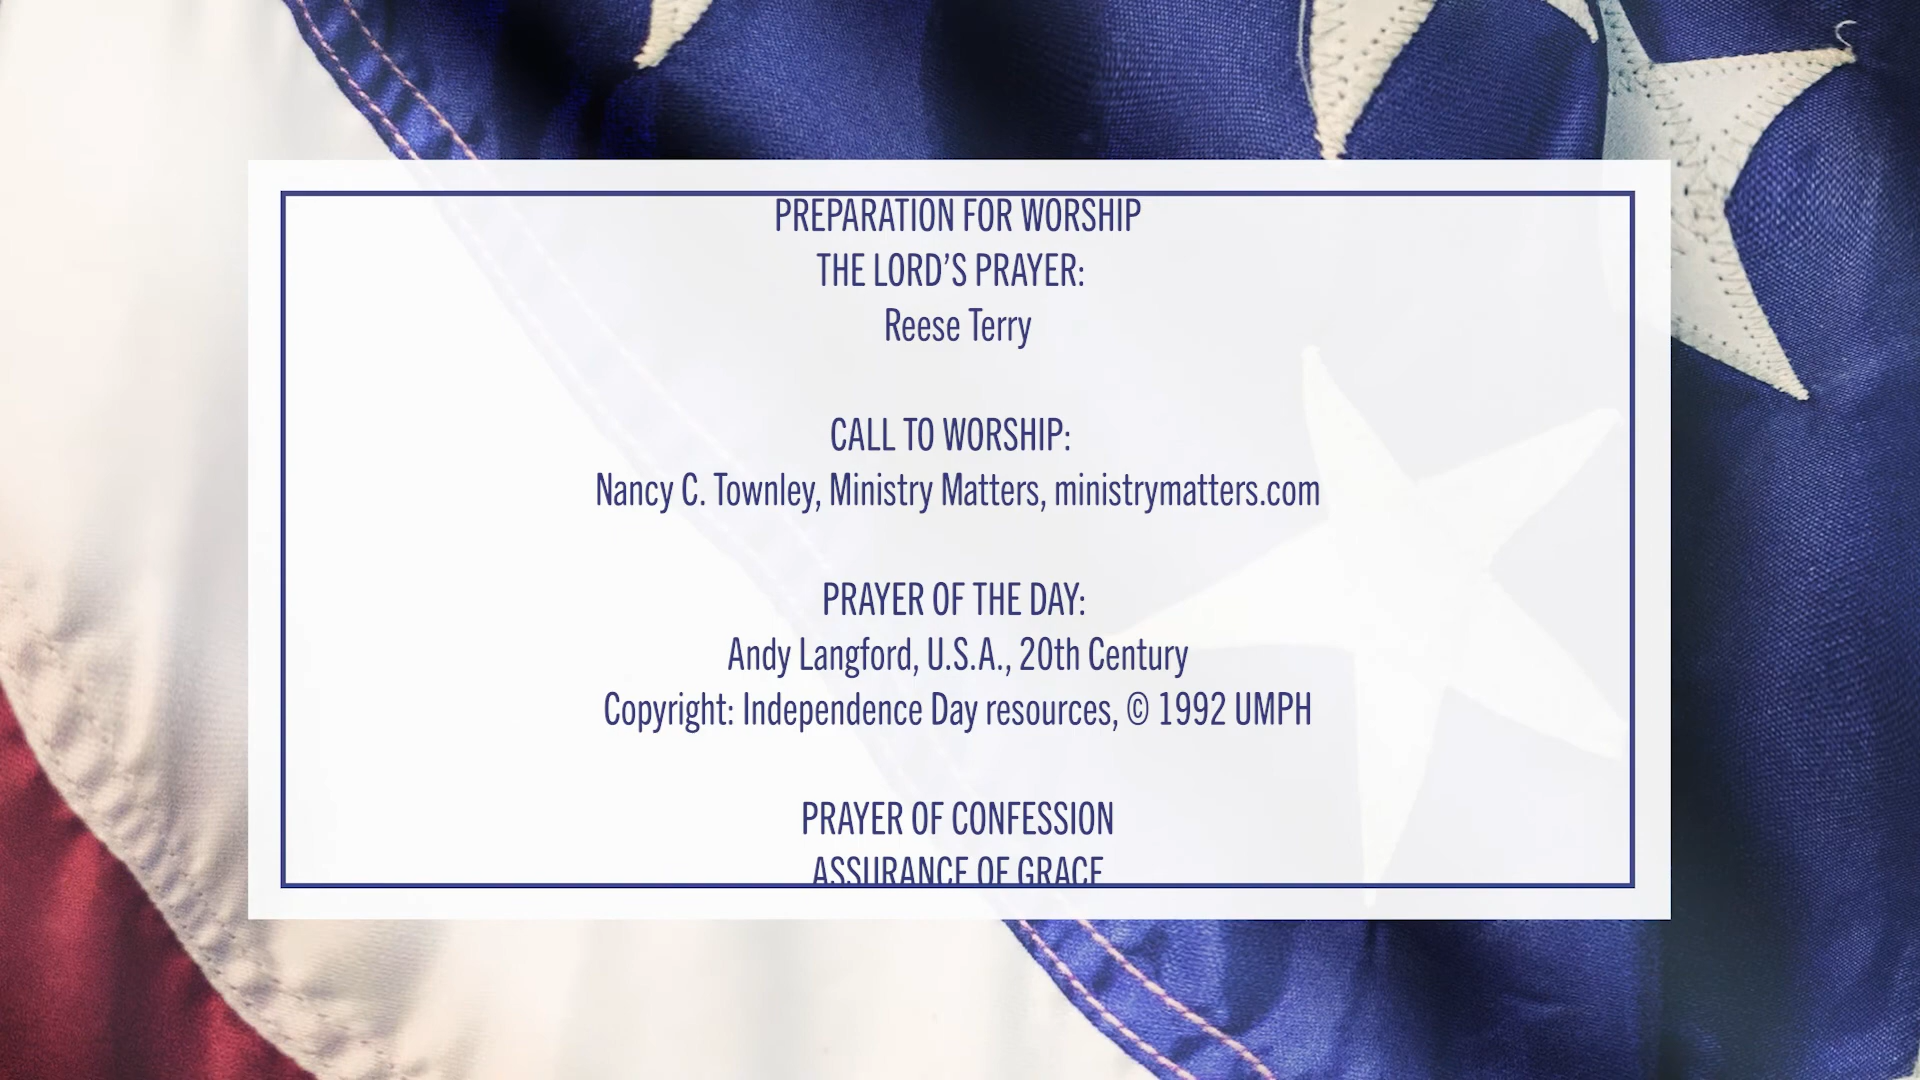 PREPARATION FOR WORSHIP
THE LORD’S PRAYER:
Reese Terry
CALL TO WORSHIP:
Nancy C. Townley, Ministry Matters, ministrymatters.com
PRAYER OF THE DAY:
Andy Langford, U.S.A., 20th Century
Copyright: Independence Day resources, © 1992 UMPH
PRAYER OF CONFESSION
ASSURANCE OF GRACE